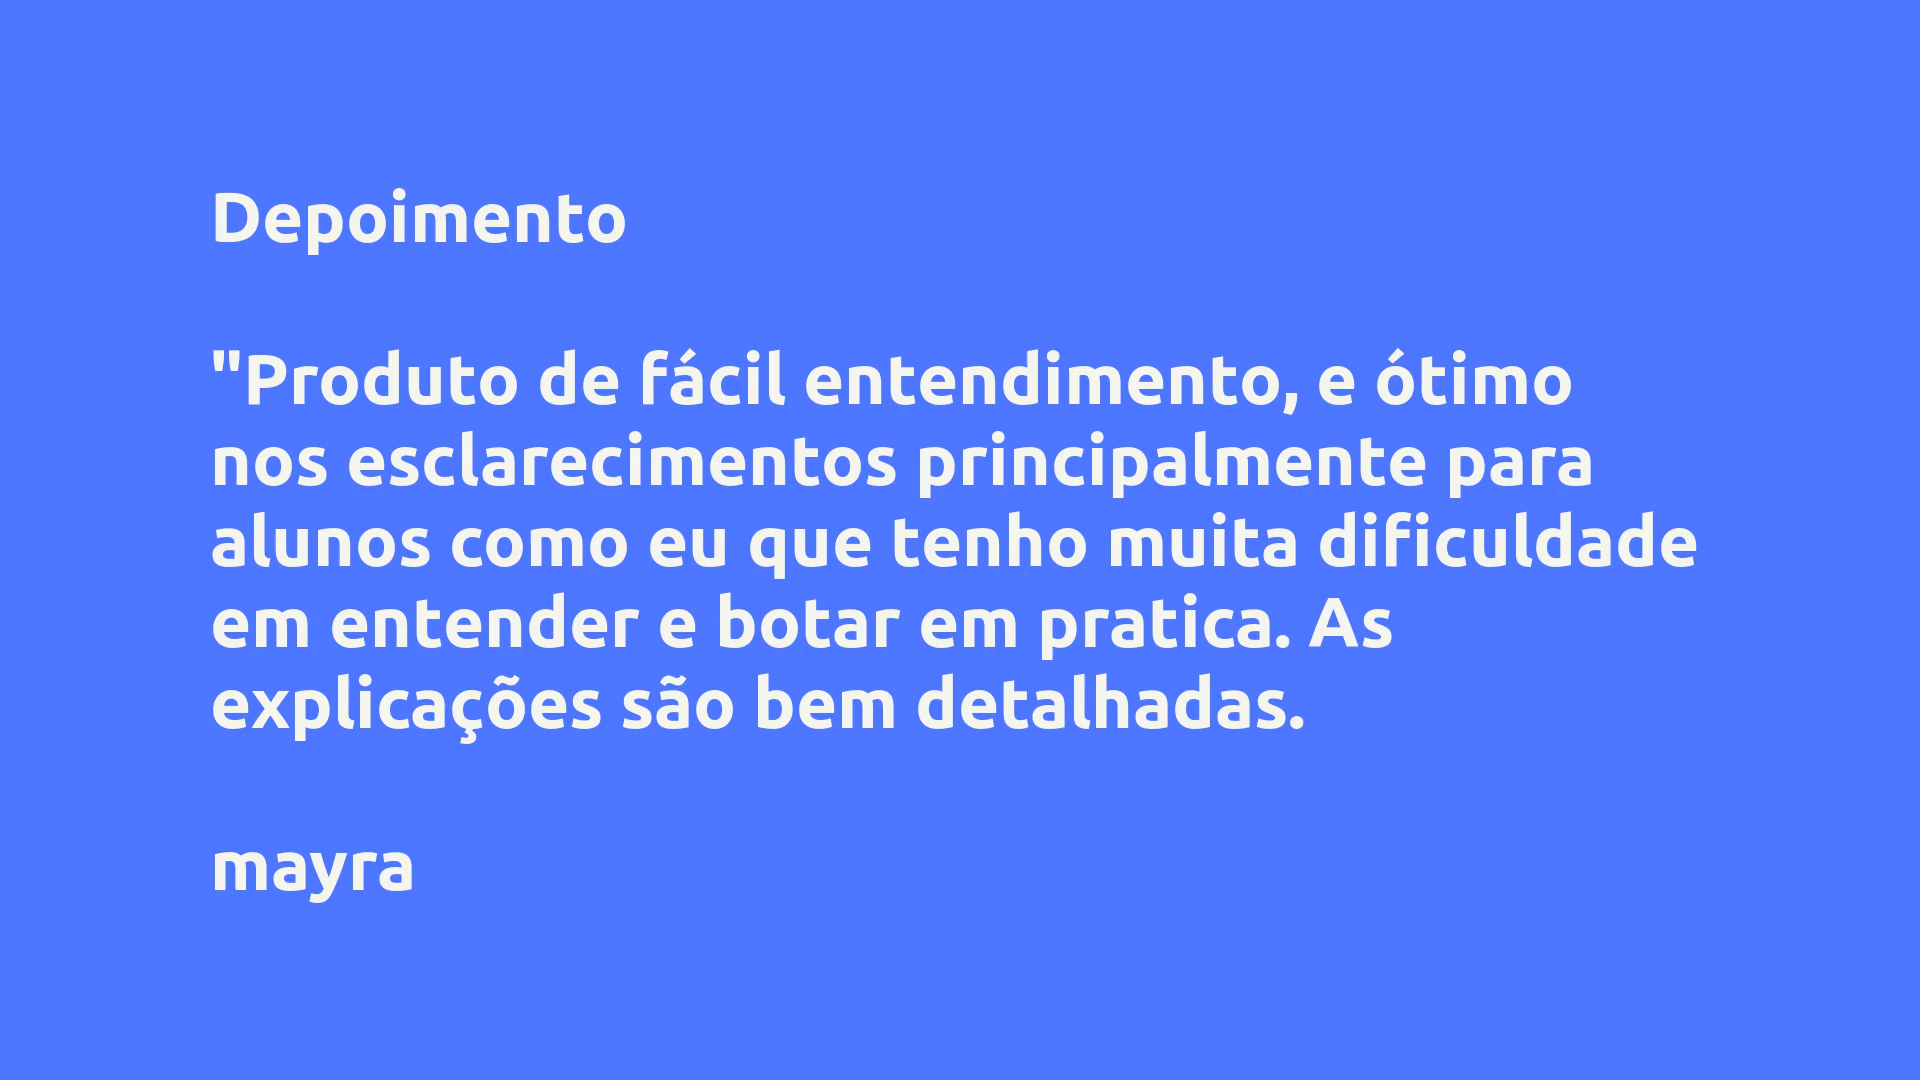 Depoimento
"Produto de fácil entendimento, e ótimo
nos esclarecimentos principalmente para
alunos como eu que tenho muita dificuldade
em entender e botar em pratica. As
explicações são bem detalhadas.
mayra